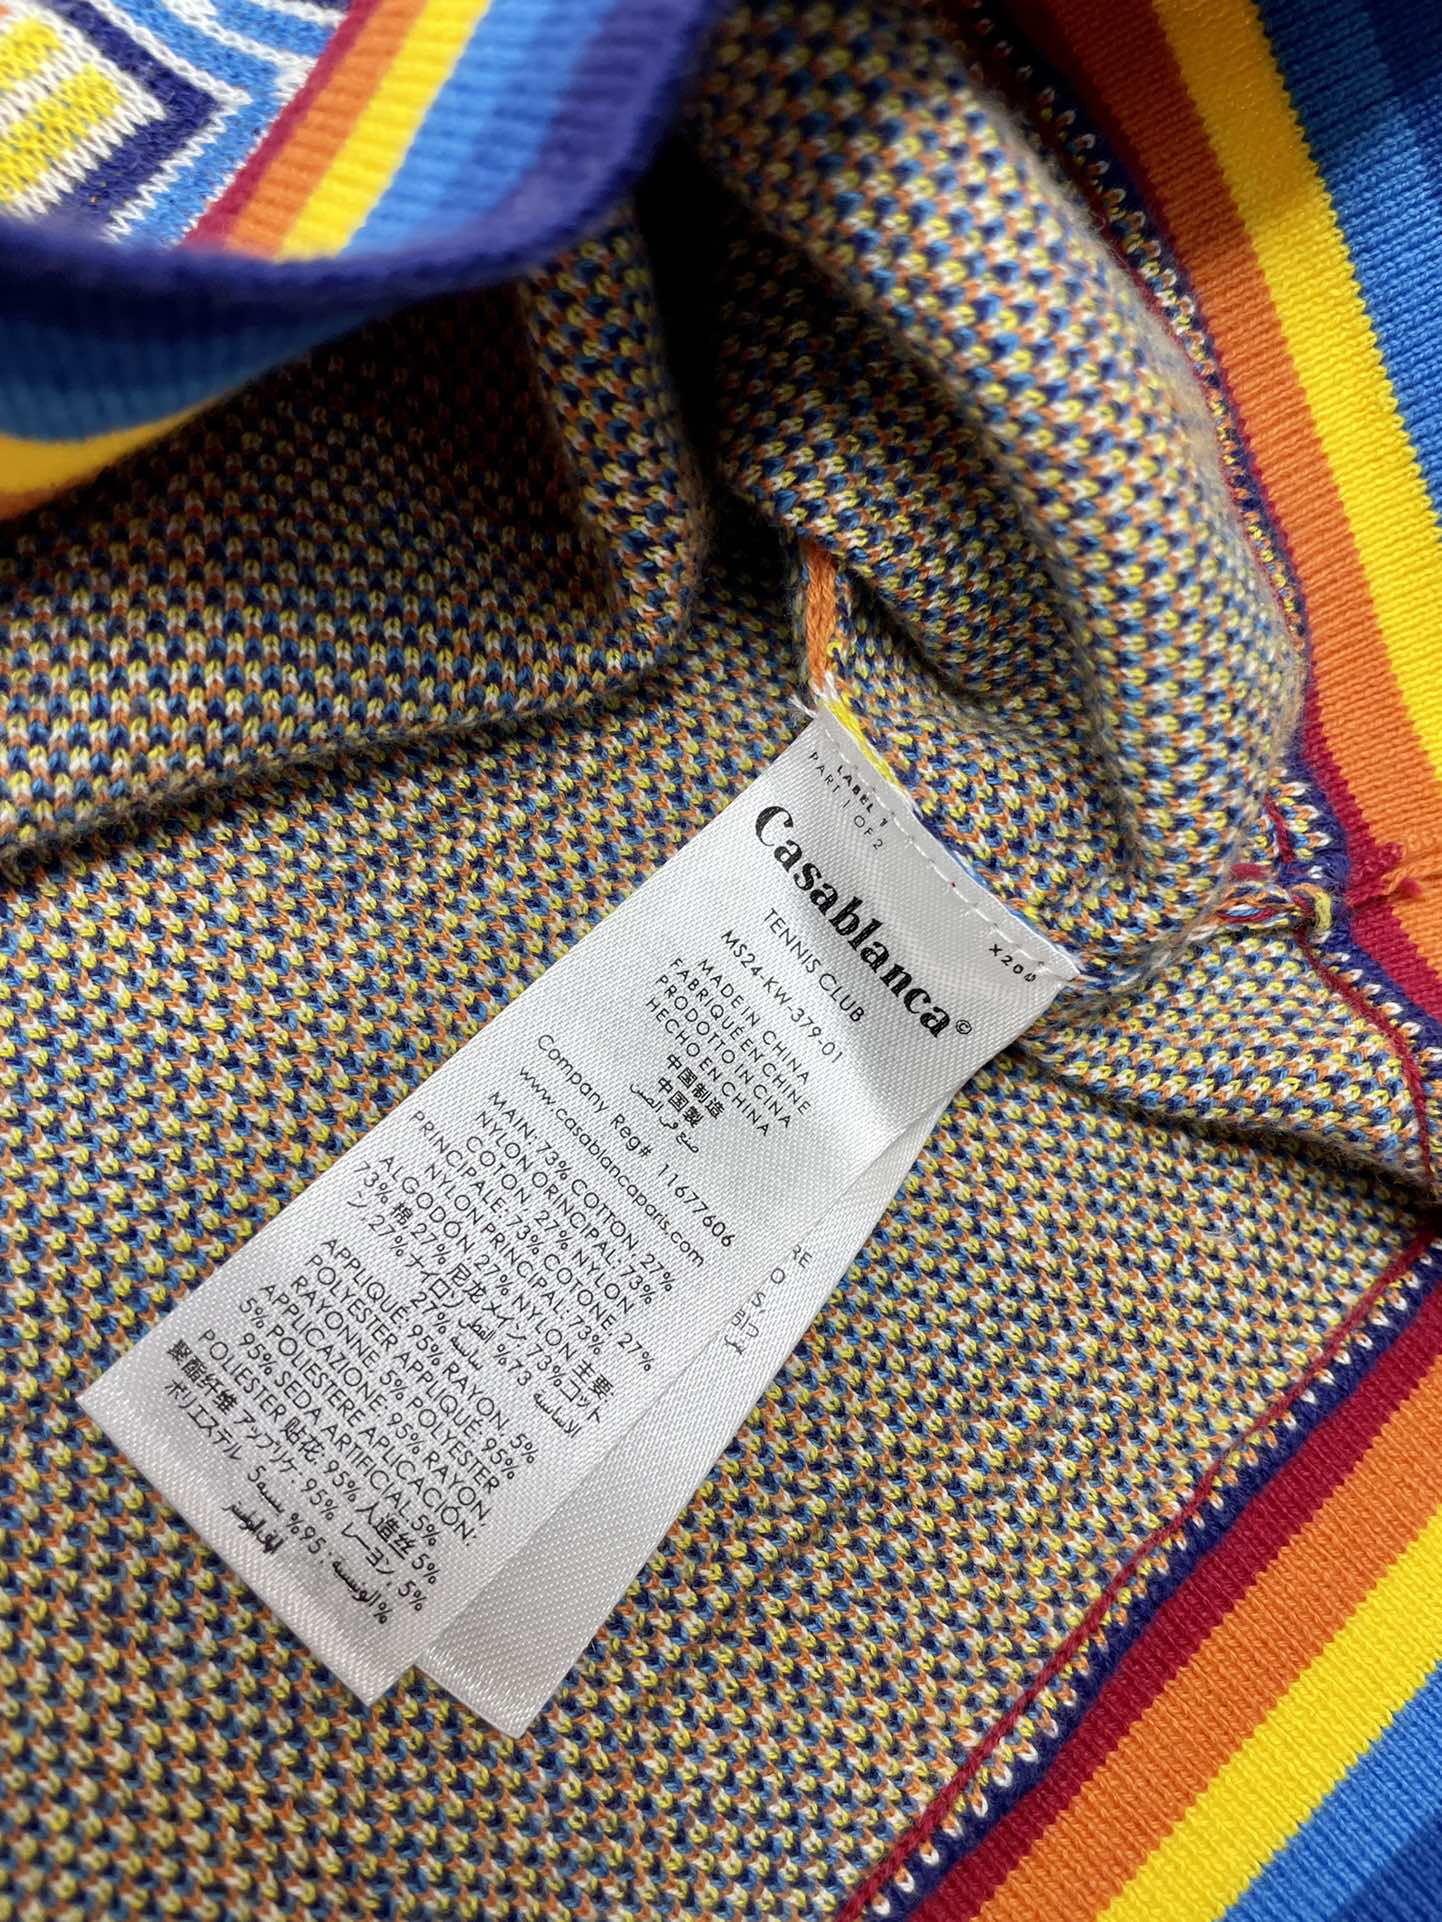 LABEL 1
PART 1 OF 2
X200
Casablanca©
TENNIS CLUB
MS24-KW-379-01
MADE IN CHINA
FABRIQUÉ EN CHINE
PRODOTTO IN CINA
HECHO EN CHINA
中国制造
中国製
صنع في الصين
Company Reg# 11677606
www.casablancaparis.com
MAIN: 73% COTTON, 27%
NYLON ORINCIPAL: 73%
COTON, 27% NYLON
PRINCIPALE: 73% COTONE, 27%
NYLON PRINCIPAL: 73%
ALGODÓN, 27% NYLON 主要
73% 棉 27% 尼龙 メイン: 73% コット
ン, 27% ナイロン الاساسية %73
القطن %27
APPLIQUE: 95% RAYON, 5%
POLYESTER APPLIQUÉ: 95%
RAYONNE, 5% POLYESTER
APPLICAZIONE: 95% RAYON,
5% POLIESTERE APLICACIÓN:
95% SEDA ARTIFICIAL, 5%
POLIESTER 贴花: 95% 人造丝 5%
聚酯纤维 アップリケ: 95% レーヨン, 5%
ポリエステル